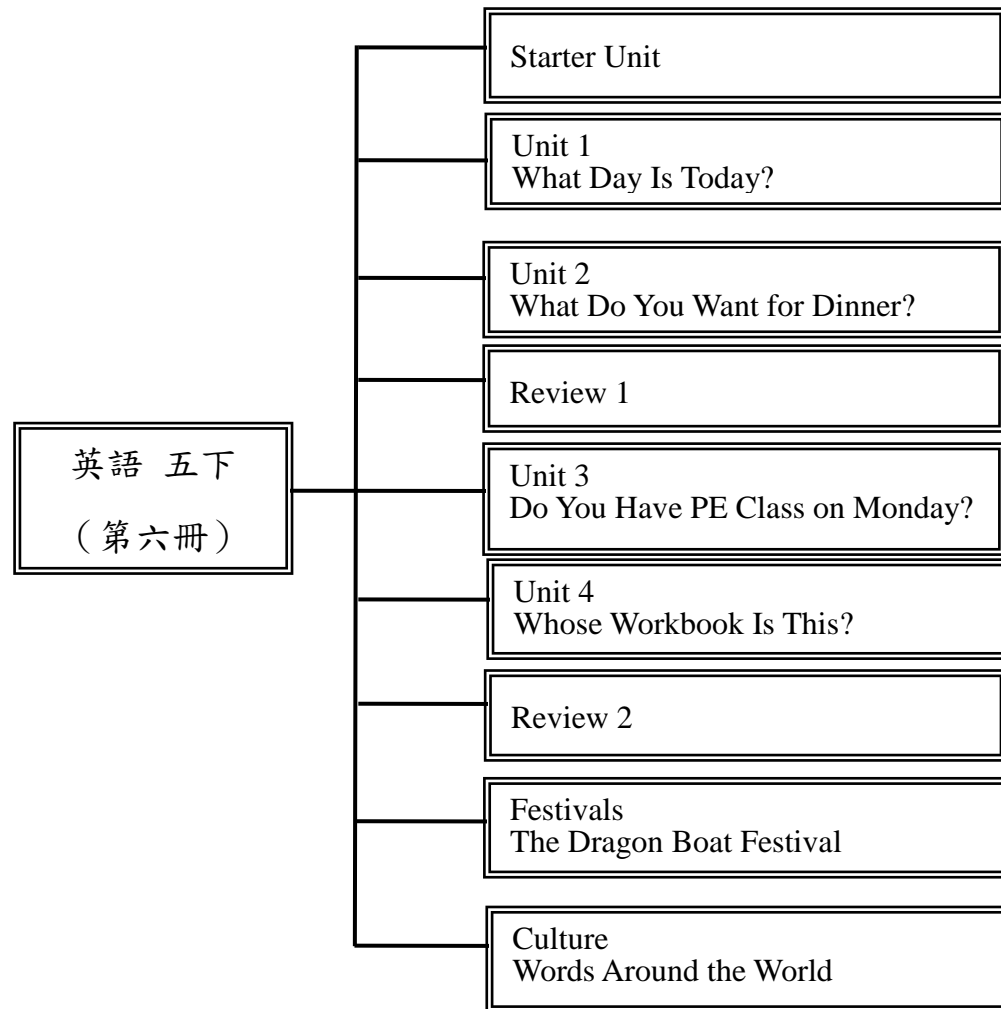 Starter Unit
Unit 1
What Day Is Today?
Unit 2
What Do You Want for Dinner?
Review 1
英語 五下
（第六冊）
Unit 3
Do You Have PE Class on Monday?
Unit 4
Whose Workbook Is This?
Review 2
Festivals
The Dragon Boat Festival
Culture
Words Around the World